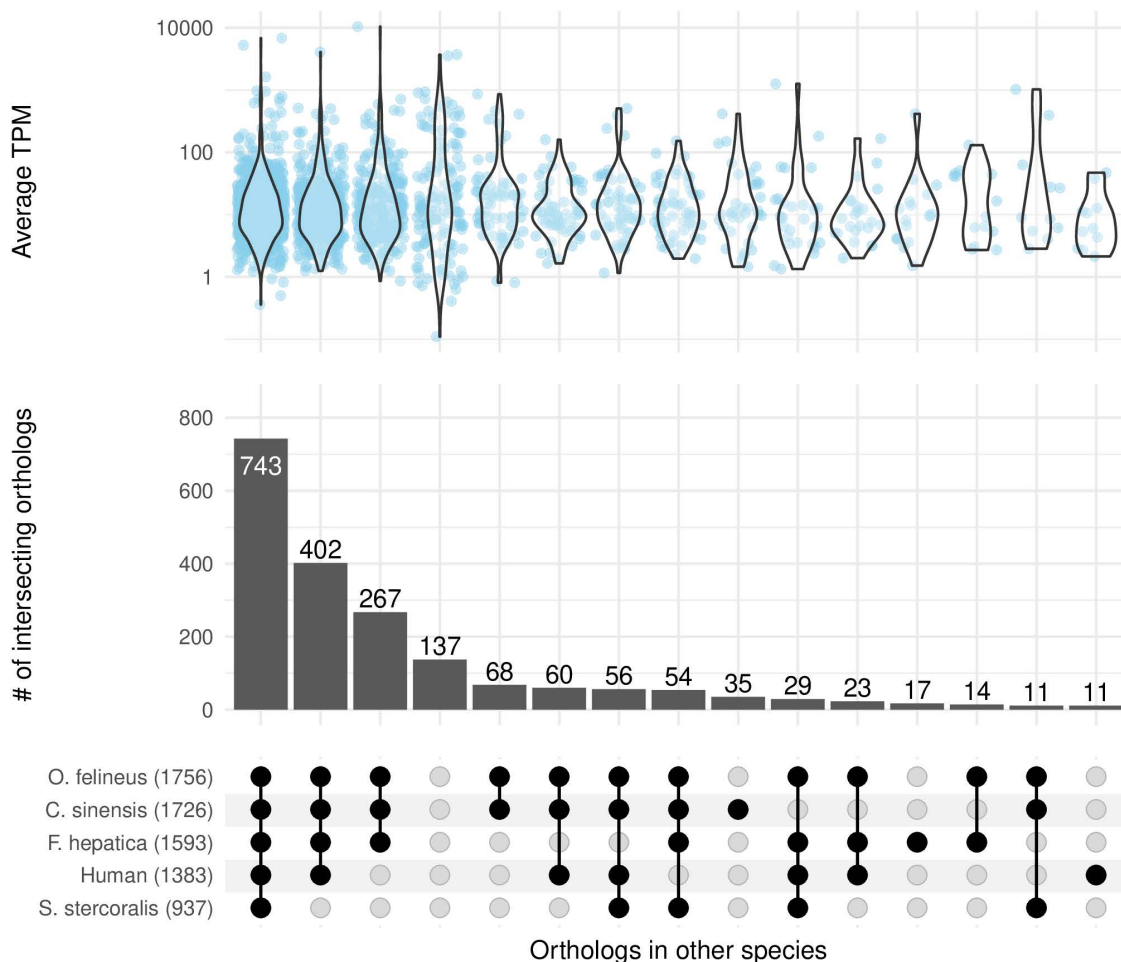 10000
100
1
Average TPM
800
600
400
200
0
# of intersecting orthologs
743
402
267
137
68
60
56
54
35
29
23
17
14
11
11
O. felineus (1756)
C. sinensis (1726)
F. hepatica (1593)
Human (1383)
S. stercoralis (937)
Orthologs in other species